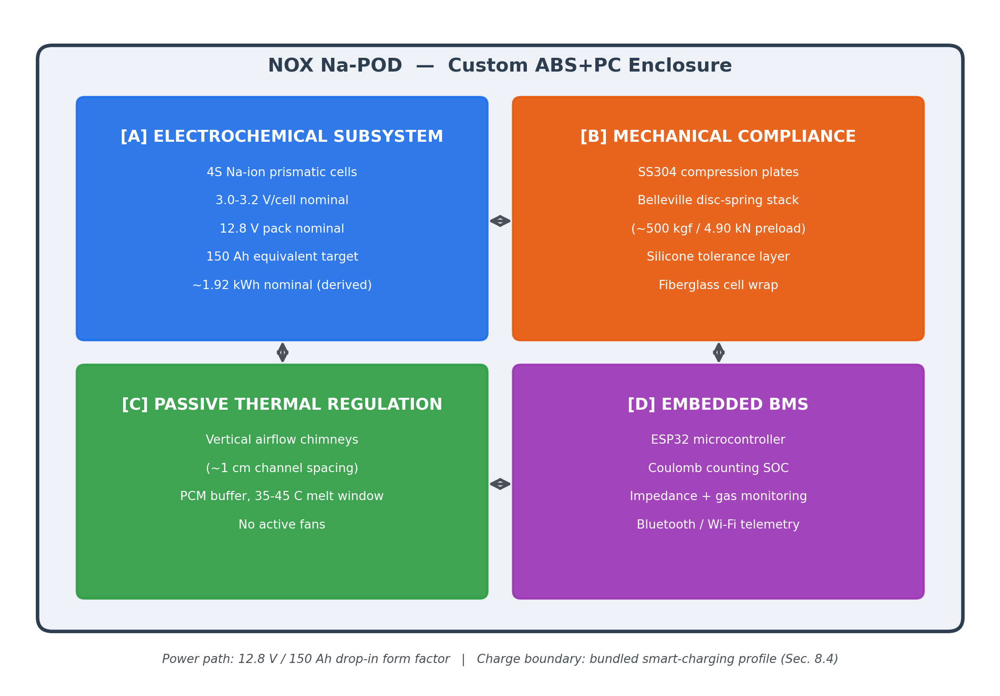 NOX Na-POD — Custom ABS+PC Enclosure
[A] ELECTROCHEMICAL SUBSYSTEM
4S Na-ion prismatic cells
3.0-3.2 V/cell nominal
12.8 V pack nominal
150 Ah equivalent target
~1.92 kWh nominal (derived)
[B] MECHANICAL COMPLIANCE
SS304 compression plates
Belleville disc-spring stack
(~500 kgf / 4.90 kN preload)
Silicone tolerance layer
Fiberglass cell wrap
[C] PASSIVE THERMAL REGULATION
Vertical airflow chimneys
(~1 cm channel spacing)
PCM buffer, 35-45 C melt window
No active fans
[D] EMBEDDED BMS
ESP32 microcontroller
Coulomb counting SOC
Impedance + gas monitoring
Bluetooth / Wi-Fi telemetry
Power path: 12.8 V / 150 Ah drop-in form factor | Charge boundary: bundled smart-charging profile (Sec. 8.4)